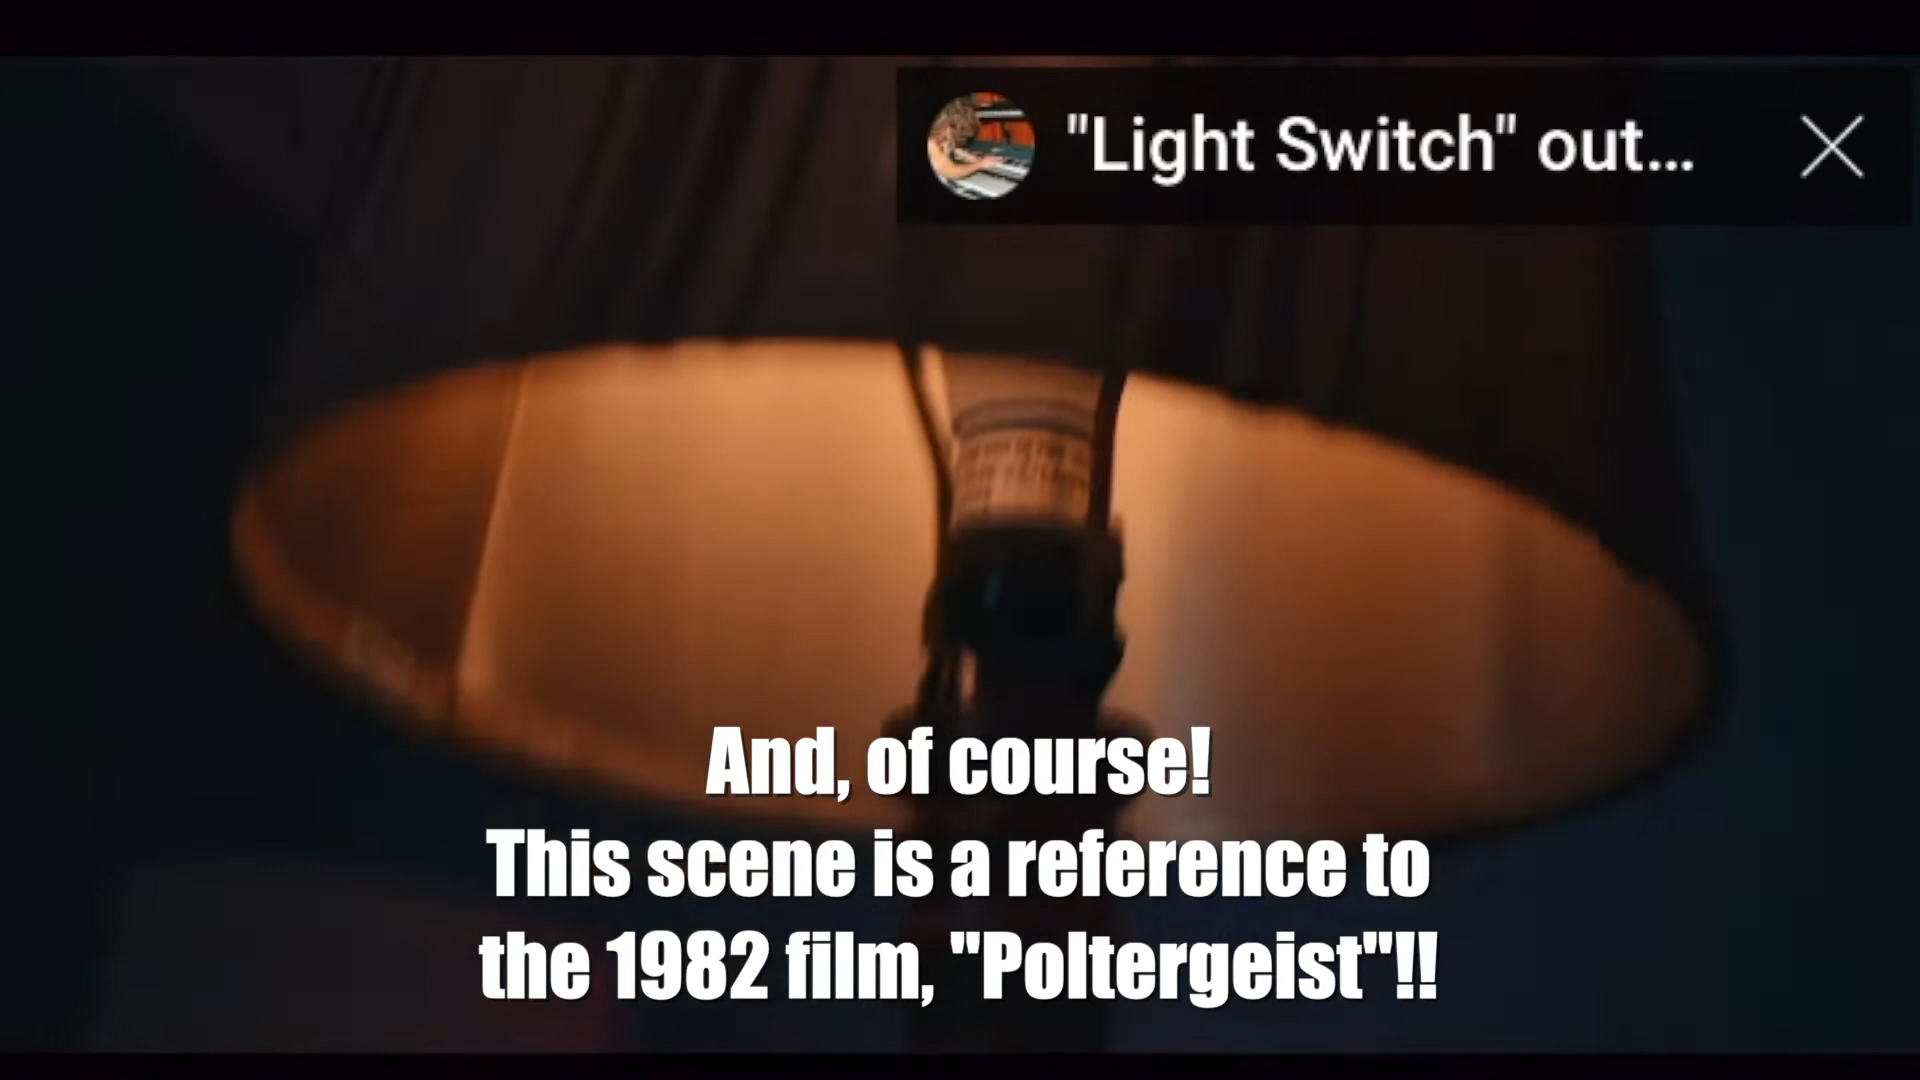 "Light Switch" out...
And, of course!
This scene is a reference to
the 1982 film, "Poltergeist"!!